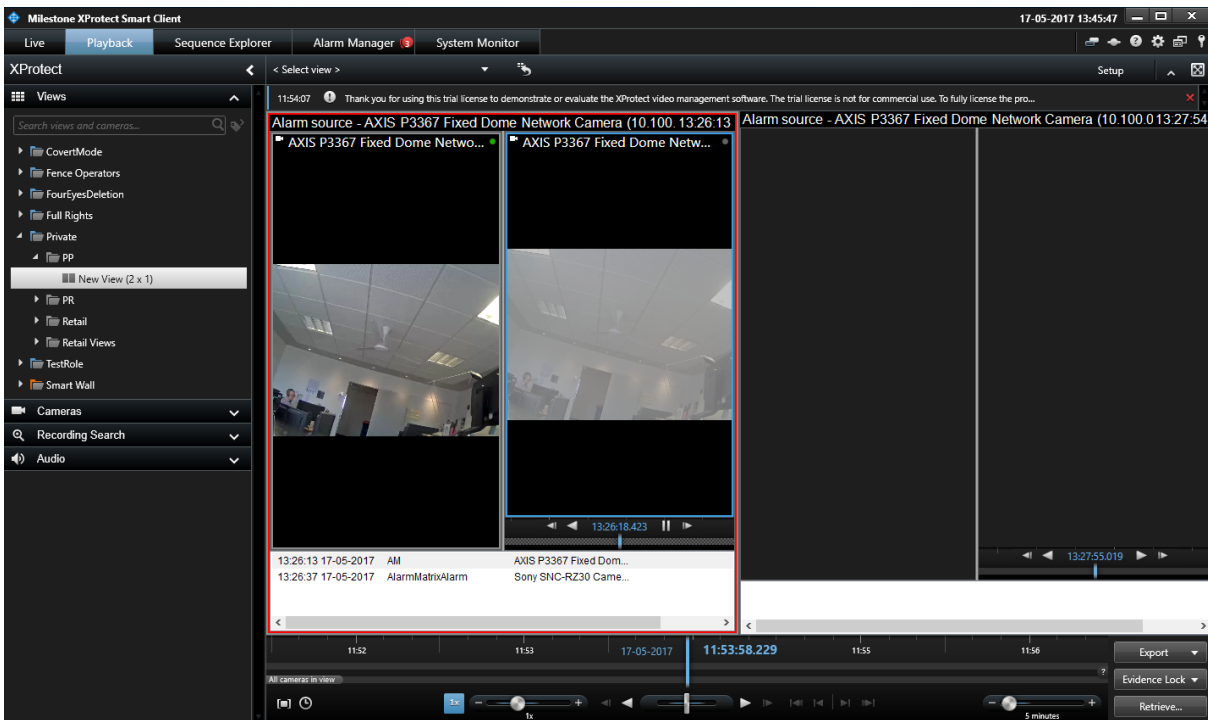 Milestone XProtect Smart Client
17-05-2017 13:45:47
Live Playback Sequence Explorer Alarm Manager 3 System Monitor
XProtect
< Select view >
Setup
Views
11:54:07 Thank you for using this trial license to demonstrate or evaluate the XProtect video management software. The trial license is not for commercial use. To fully license the pro...
Search views and cameras...
Alarm source - AXIS P3367 Fixed Dome Network Camera (10.100. 13:26:13
Alarm source - AXIS P3367 Fixed Dome Network Camera (10.100.0 13:27:54
AXIS P3367 Fixed Dome Netwo...
AXIS P3367 Fixed Dome Netw...
CovertMode
Fence Operators
FourEyesDeletion
Full Rights
Private
PP
New View (2 x 1)
PR
Retail
Retail Views
TestRole
Smart Wall
Cameras
Recording Search
Audio
13:26:18.423
13:27:55.019
13:26:13 17-05-2017 AM AXIS P3367 Fixed Dom...
13:26:37 17-05-2017 AlarmMatrixAlarm Sony SNC-RZ30 Came...
11:52 11:53 17-05-2017 11:53:58.229 11:55 11:56
All cameras in view
?
Export
Evidence Lock
Retrieve...
1x
1x
5 minutes